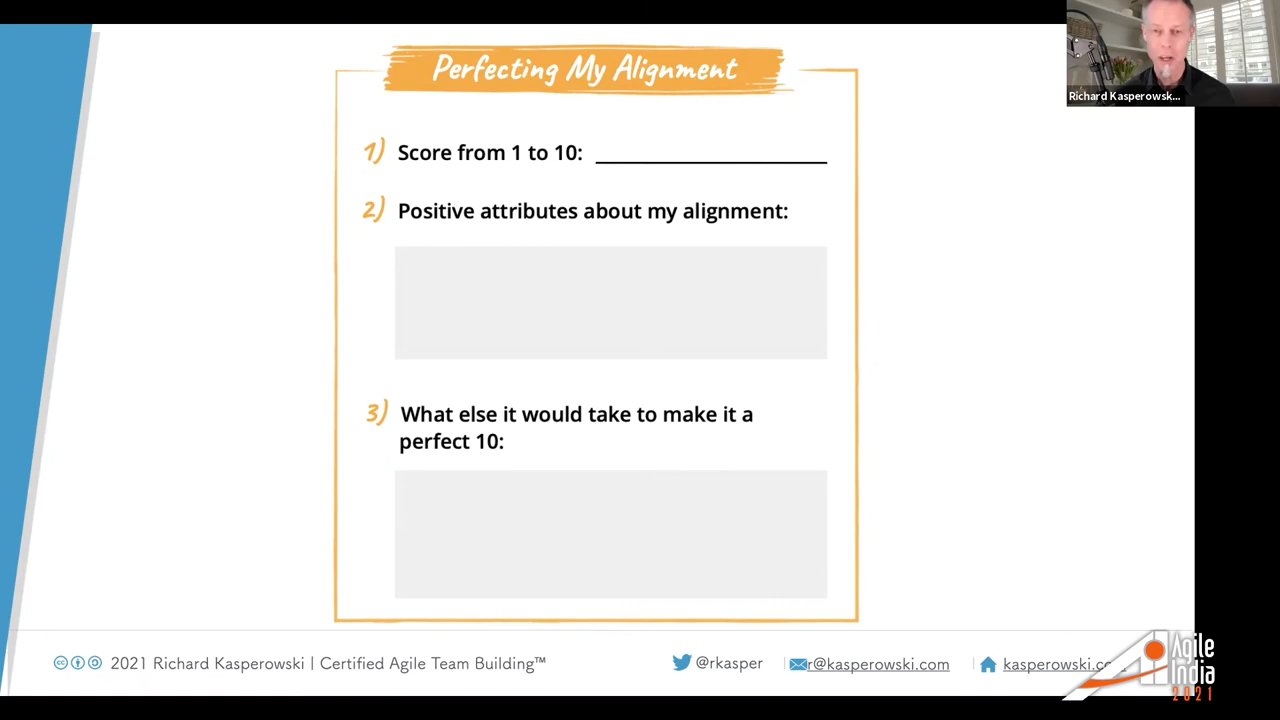 Perfecting My Alignment
Richard Kasperowsk...
1) Score from 1 to 10:
2) Positive attributes about my alignment:
3) What else it would take to make it a
perfect 10:
2021 Richard Kasperowski | Certified Agile Team Building™
@rkasper
r@kasperowski.com
kasperowski.co
Agile
India
2021